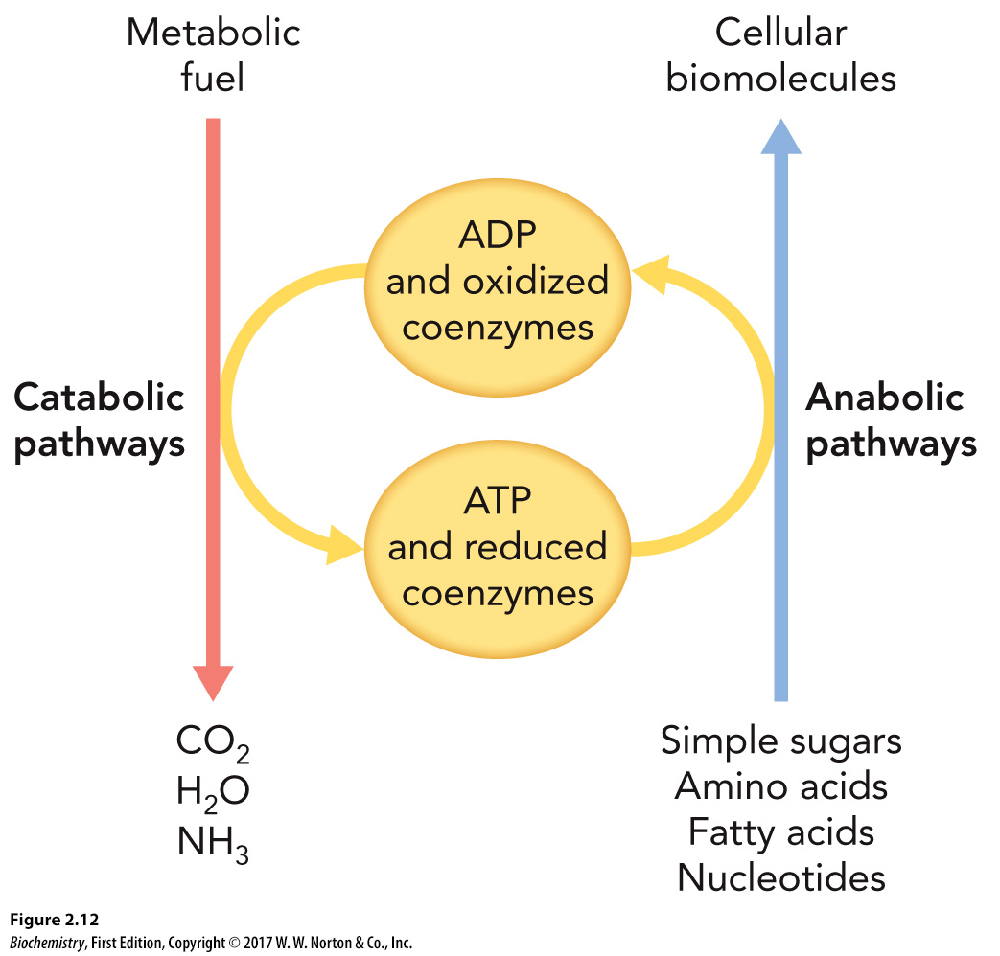 Metabolic
fuel
Cellular
biomolecules
ADP
and oxidized
coenzymes
Catabolic
pathways
Anabolic
pathways
ATP
and reduced
coenzymes
CO₂
H₂O
NH₃
Simple sugars
Amino acids
Fatty acids
Nucleotides
Figure 2.12
Biochemistry, First Edition, Copyright © 2017 W. W. Norton & Co., Inc.